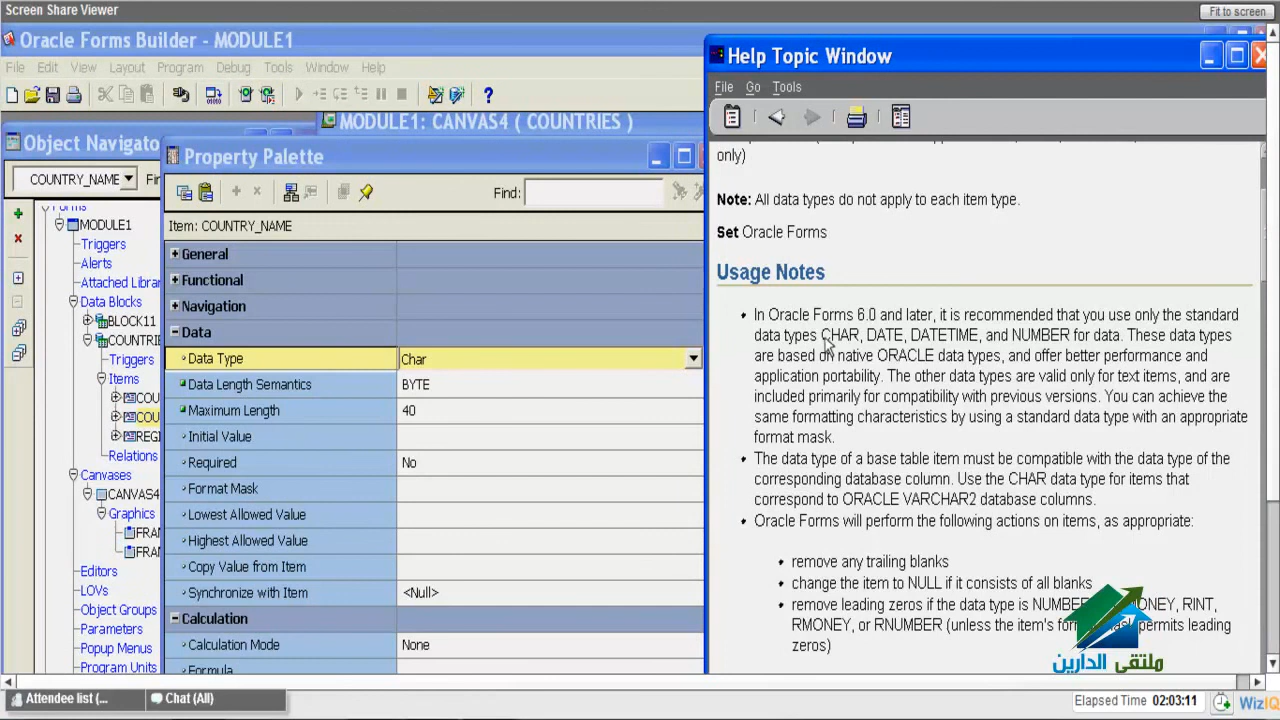 Screen Share Viewer
Fit to screen
Oracle Forms Builder - MODULE1
File Edit View Layout Program Debug Tools Window Help
MODULE1: CANVAS4 ( COUNTRIES )
Object Navigato
COUNTRY_NAME
Fi
MODULE1
Triggers
Alerts
Attached Librar
Data Blocks
BLOCK11
COUNTRIE
Triggers
Items
COU
COU
REGI
Relations
Canvases
CANVAS4
Graphics
FRAN
FRAN
Editors
LOVs
Object Groups
Parameters
Popup Menus
Program Units
Property Palette
Find:
Item: COUNTRY_NAME
General
Functional
Navigation
Data
Data Type Char
Data Length Semantics BYTE
Maximum Length 40
Initial Value
Required No
Format Mask
Lowest Allowed Value
Highest Allowed Value
Copy Value from Item
Synchronize with Item <Null>
Calculation
Calculation Mode None
Formula
Help Topic Window
File Go Tools
only)
Note: All data types do not apply to each item type.
Set Oracle Forms
Usage Notes
• In Oracle Forms 6.0 and later, it is recommended that you use only the standard
data types CHAR, DATE, DATETIME, and NUMBER for data. These data types
are based on native ORACLE data types, and offer better performance and
application portability. The other data types are valid only for text items, and are
included primarily for compatibility with previous versions. You can achieve the
same formatting characteristics by using a standard data type with an appropriate
format mask.
• The data type of a base table item must be compatible with the data type of the
corresponding database column. Use the CHAR data type for items that
correspond to ORACLE VARCHAR2 database columns.
• Oracle Forms will perform the following actions on items, as appropriate:
• remove any trailing blanks
• change the item to NULL if it consists of all blanks
• remove leading zeros if the data type is NUMBE ONEY, RINT,
RMONEY, or RNUMBER (unless the item's for permits leading
zeros)
ملتقى الدارين
Attendee list (...
Chat (All)
Elapsed Time 02:03:11
WizIQ